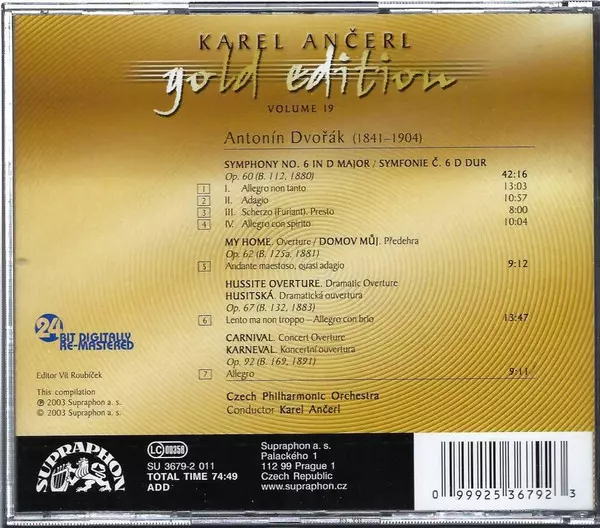 KAREL ANČERL
gold edition
VOLUME 19
Antonín Dvořák (1841–1904)
SYMPHONY NO. 6 IN D MAJOR / SYMFONIE Č. 6 D DUR
Op. 60 (B. 112, 1880) 42:16
1 I. Allegro non tanto 13:03
2 II. Adagio 10:57
3 III. Scherzo (Furiant). Presto 8:00
4 IV. Allegro con spirito 10:04
MY HOME. Overture / DOMOV MŮJ. Předehra
Op. 62 (B. 125a, 1881)
5 Andante maestoso, quasi adagio 9:12
HUSSITE OVERTURE. Dramatic Overture
HUSITSKÁ. Dramatická ouvertura
Op. 67 (B. 132, 1883)
6 Lento ma non troppo – Allegro con brio 13:47
CARNIVAL. Concert Overture
KARNEVAL. Koncertní ouvertura
Op. 92 (B. 169, 1891)
7 Allegro 9:11
Czech Philharmonic Orchestra
Conductor Karel Ančerl
24
BIT DIGITALLY
RE-MASTERED
Editor Vít Roubíček
This compilation
℗ 2003 Supraphon a. s.
© 2003 Supraphon a. s.
SUPRAPHON
LC 00358
SU 3679-2 011
TOTAL TIME 74:49
ADD
Supraphon a. s.
Palackého 1
112 99 Prague 1
Czech Republic
www.supraphon.cz
0 99925 36792 3